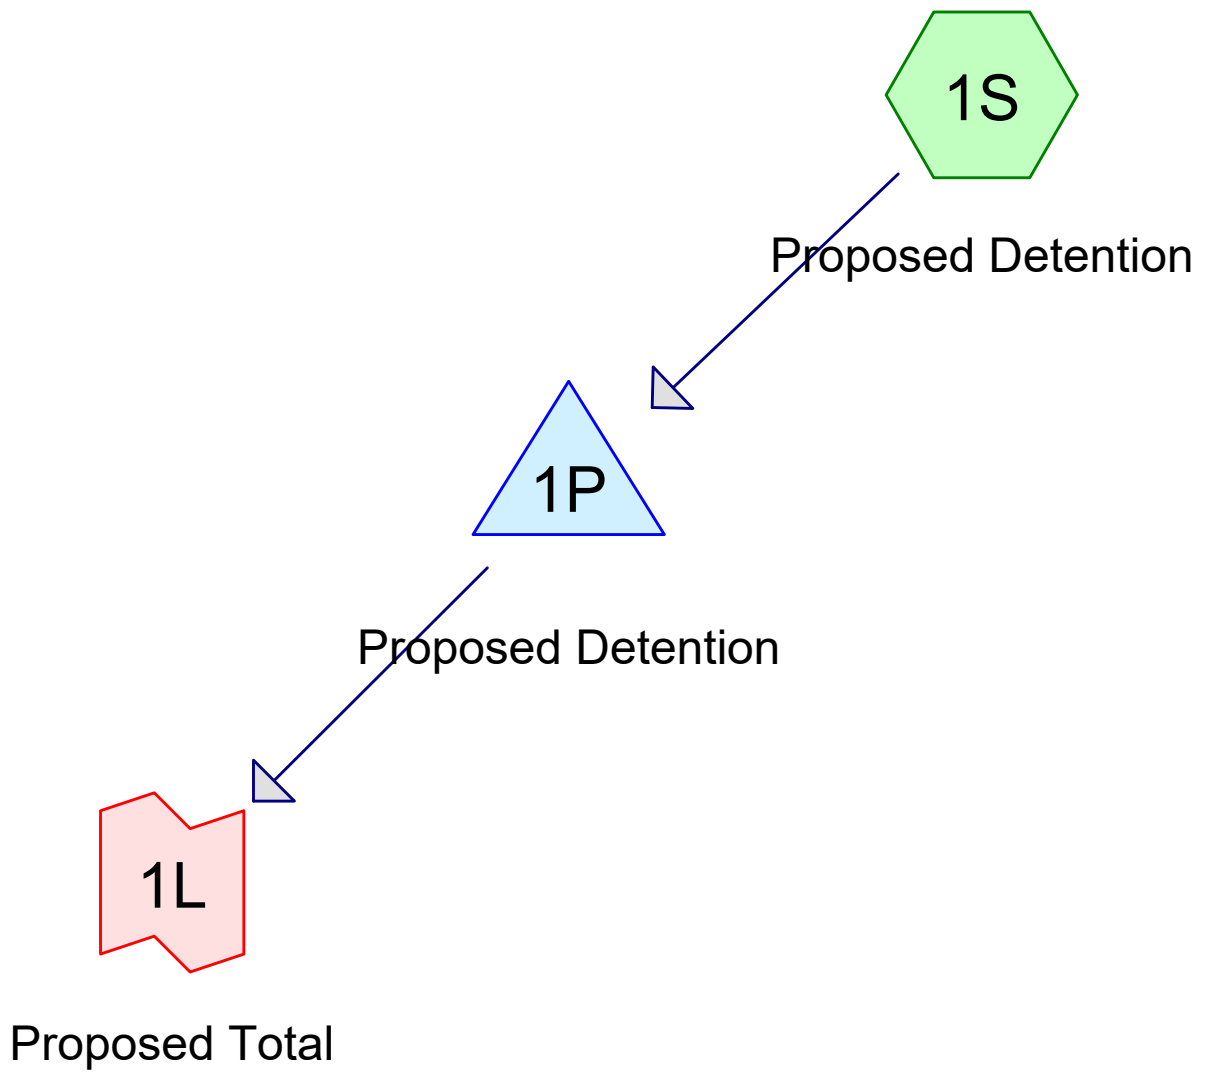 1S
Proposed Detention
1P
Proposed Detention
1L
Proposed Total